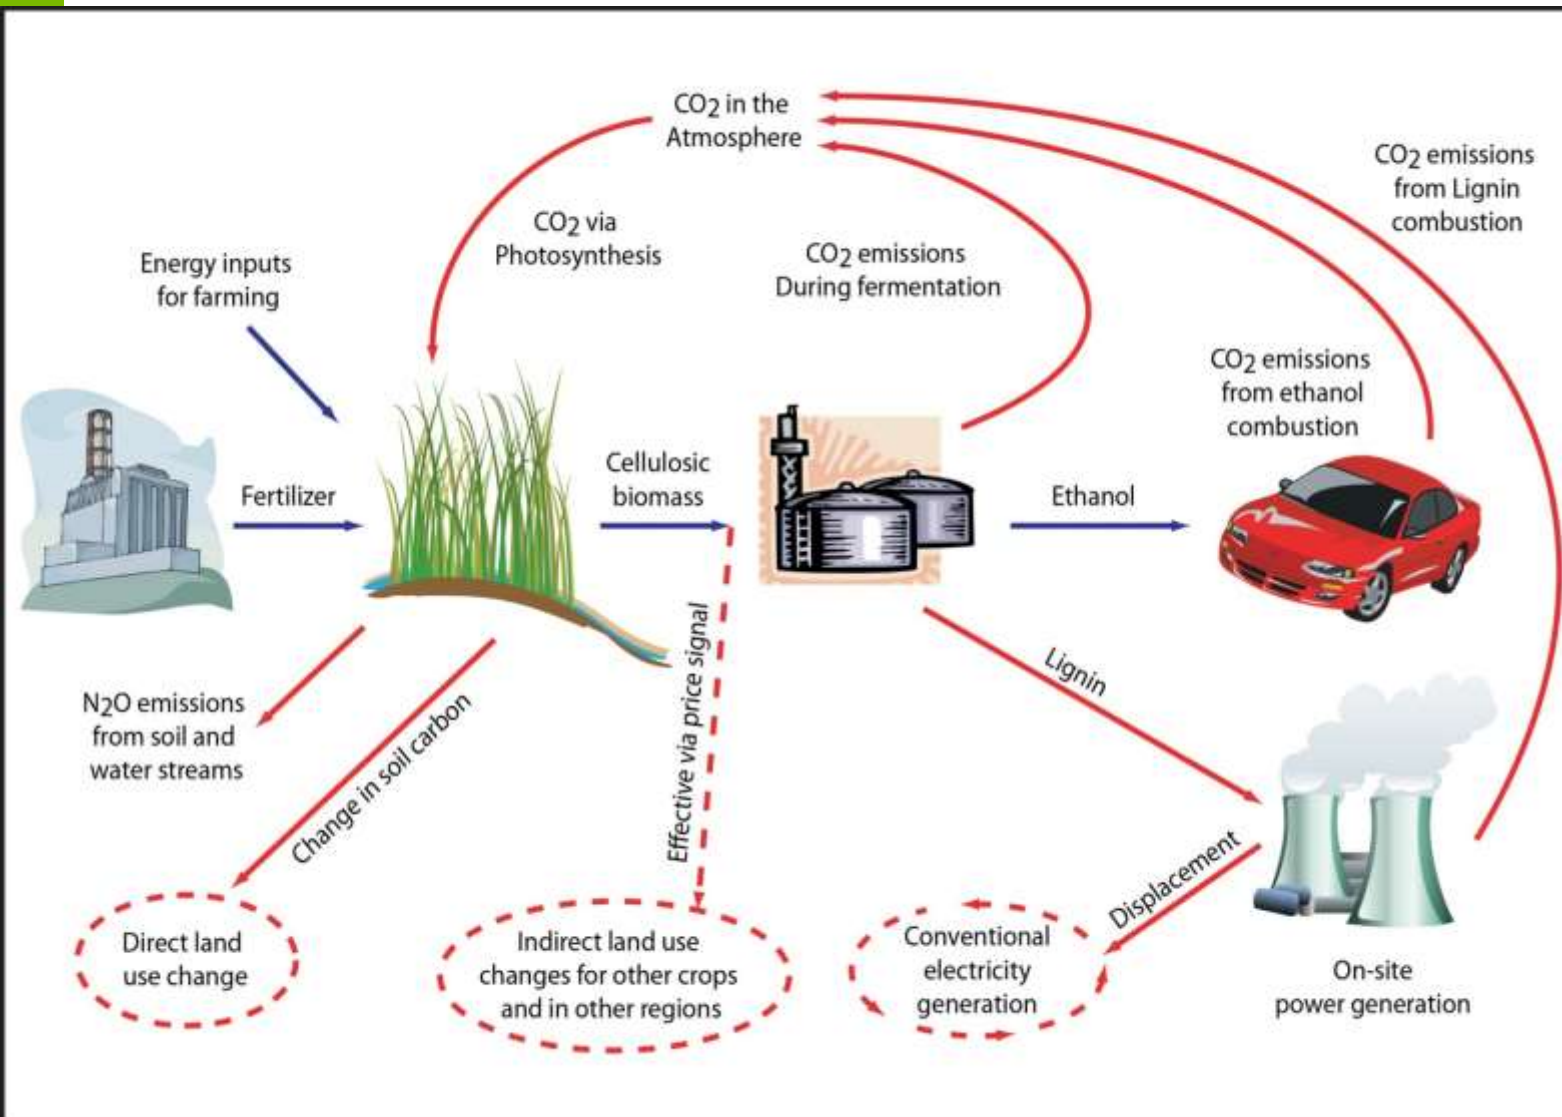 CO2 in the
Atmosphere
CO2 emissions
from Lignin
combustion
CO2 via
Photosynthesis
CO2 emissions
During fermentation
Energy inputs
for farming
CO2 emissions
from ethanol
combustion
Fertilizer
Cellulosic
biomass
Ethanol
Lignin
N2O emissions
from soil and
water streams
Change in soil carbon
Effective via price signal
Displacement
Direct land
use change
Indirect land use
changes for other crops
and in other regions
Conventional
electricity
generation
On-site
power generation